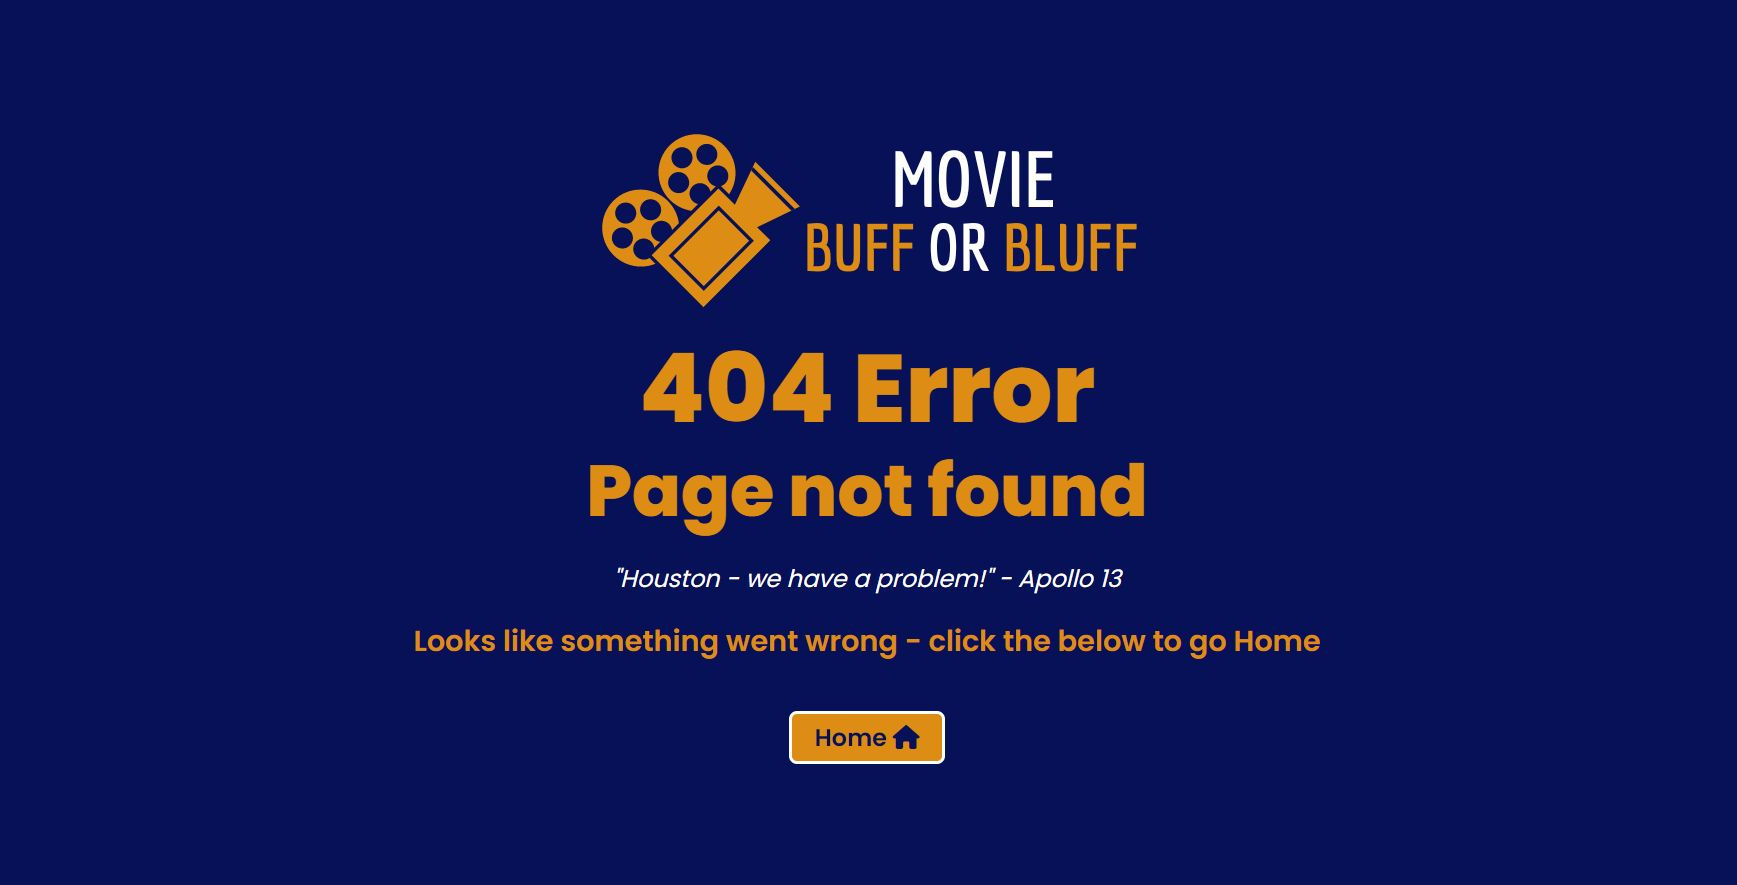 MOVIE
BUFF OR BLUFF
404 Error
Page not found
"Houston - we have a problem!" - Apollo 13
Looks like something went wrong - click the below to go Home
Home